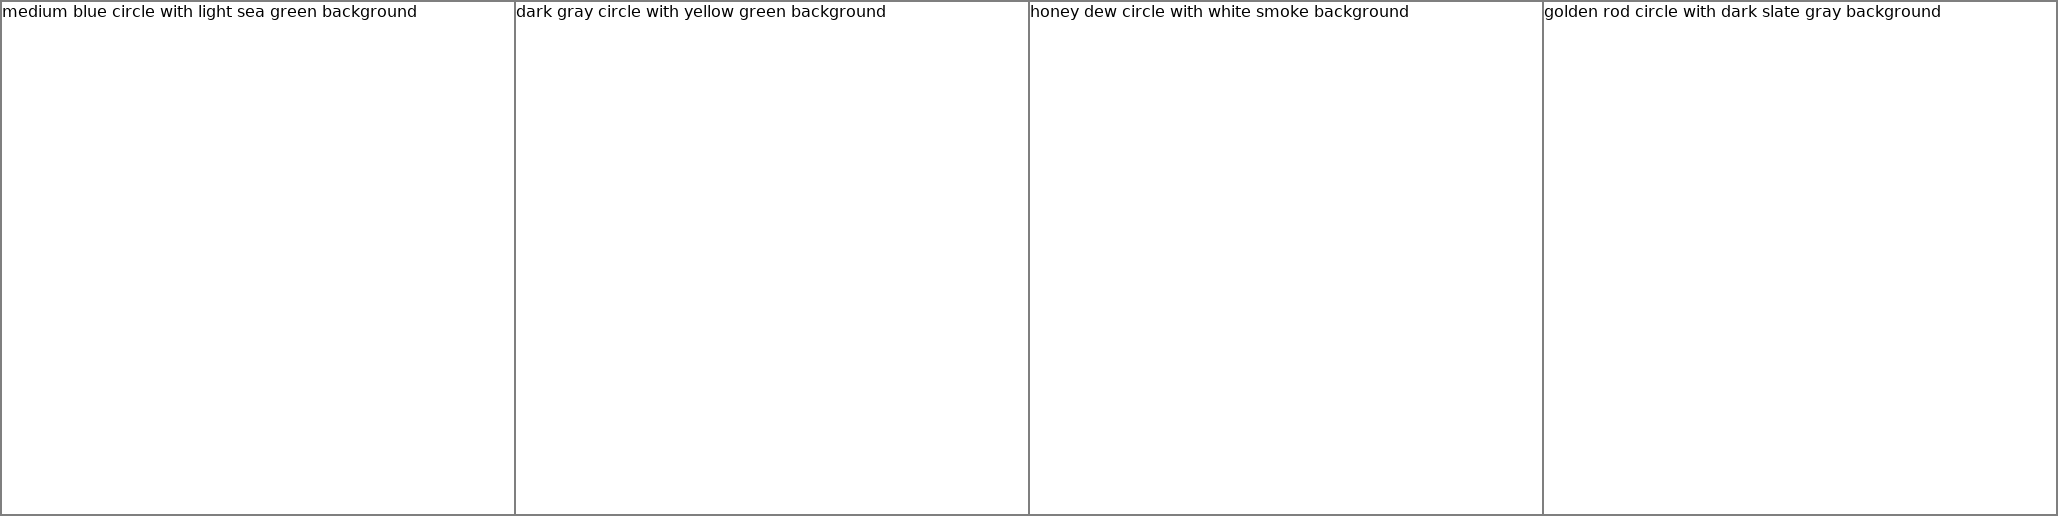 medium blue circle with light sea green background
dark gray circle with yellow green background
honey dew circle with white smoke background
golden rod circle with dark slate gray background